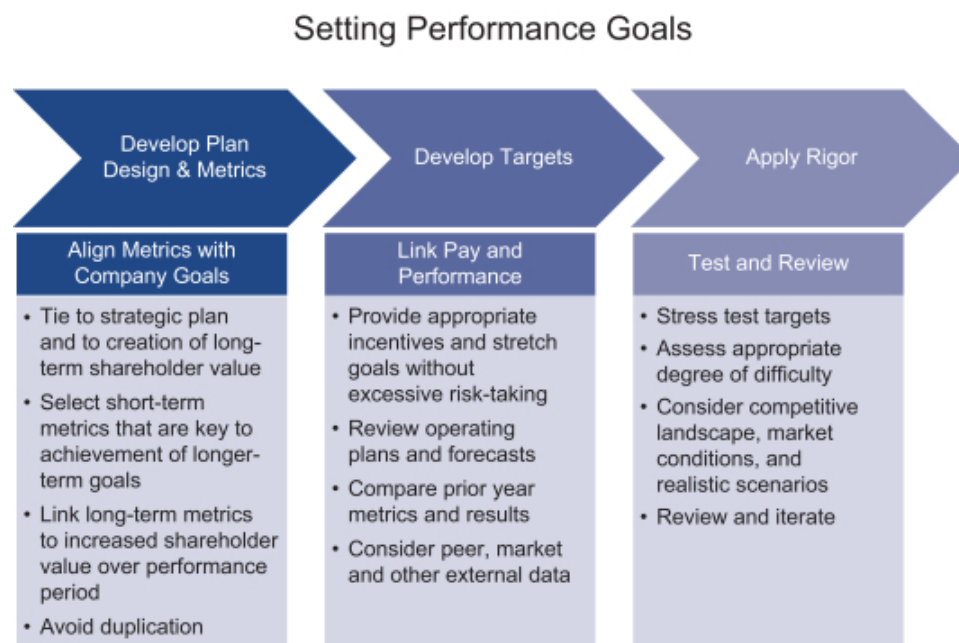 Setting Performance Goals
Develop Plan
Design & Metrics
Develop Targets
Apply Rigor
Align Metrics with
Company Goals
• Tie to strategic plan
and to creation of long-
term shareholder value
• Select short-term
metrics that are key to
achievement of longer-
term goals
• Link long-term metrics
to increased shareholder
value over performance
period
• Avoid duplication
Link Pay and
Performance
• Provide appropriate
incentives and stretch
goals without
excessive risk-taking
• Review operating
plans and forecasts
• Compare prior year
metrics and results
• Consider peer, market
and other external data
Test and Review
• Stress test targets
• Assess appropriate
degree of difficulty
• Consider competitive
landscape, market
conditions, and
realistic scenarios
• Review and iterate